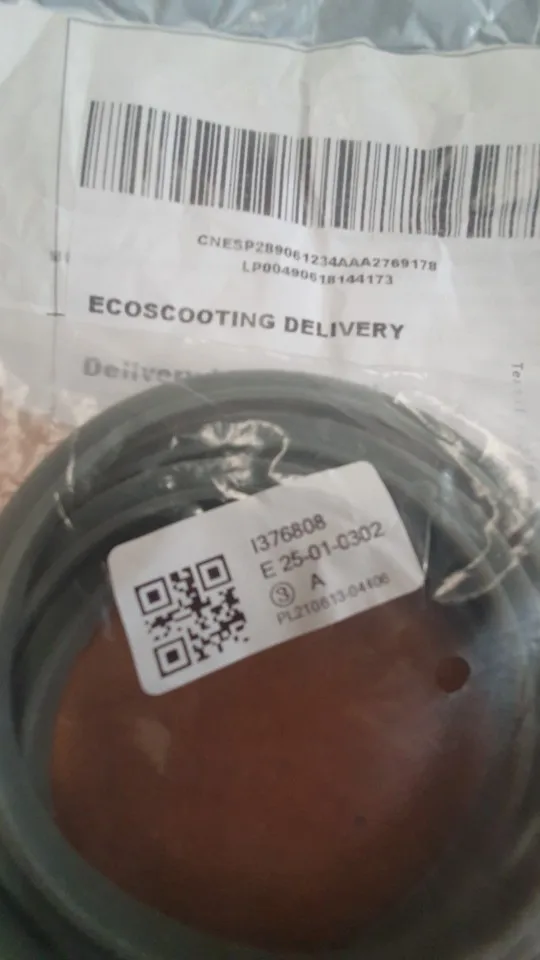 CNESP289061234AAA2769178
LP00490618144173
ECOSCOOTING DELIVERY
I376808
E 25-01-0302
③ A
PL210613-04406